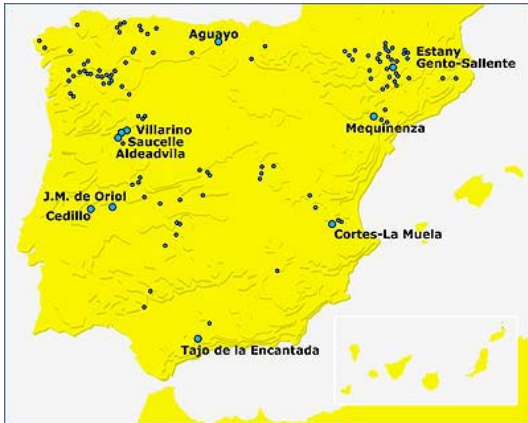 Aguayo
Estany
Gento-Sallente
Mequinenza
Villarino
Saucelle
Aldeadvila
J.M. de Oriol
Cedillo
Cortes-La Muela
Tajo de la Encantada